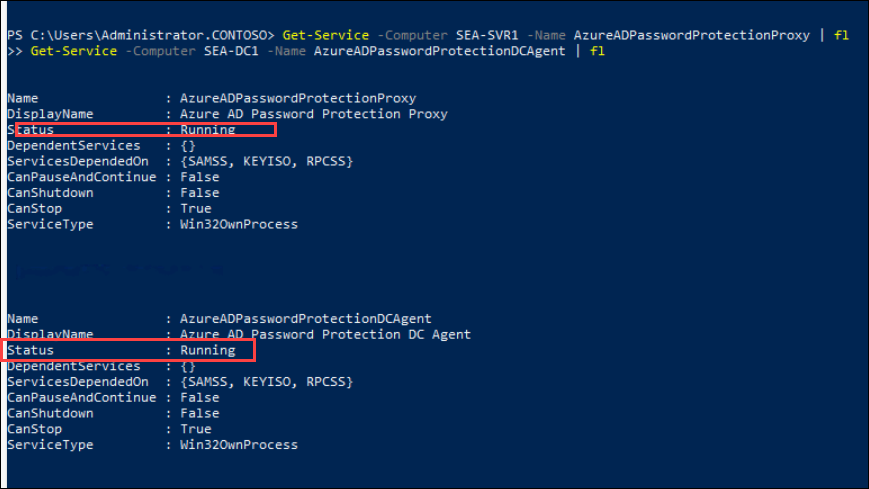 PS C:\Users\Administrator.CONTOSO> Get-Service -Computer SEA-SVR1 -Name AzureADPasswordProtectionProxy | fl
>> Get-Service -Computer SEA-DC1 -Name AzureADPasswordProtectionDCAgent | fl
Name                : AzureADPasswordProtectionProxy
DisplayName         : Azure AD Password Protection Proxy
Status              : Running
DependentServices   : {}
ServicesDependedOn  : {SAMSS, KEYISO, RPCSS}
CanPauseAndContinue : False
CanShutdown         : False
CanStop             : True
ServiceType         : Win32OwnProcess
Name                : AzureADPasswordProtectionDCAgent
DisplayName         : Azure AD Password Protection DC Agent
Status              : Running
DependentServices   : {}
ServicesDependedOn  : {SAMSS, KEYISO, RPCSS}
CanPauseAndContinue : False
CanShutdown         : False
CanStop             : True
ServiceType         : Win32OwnProcess